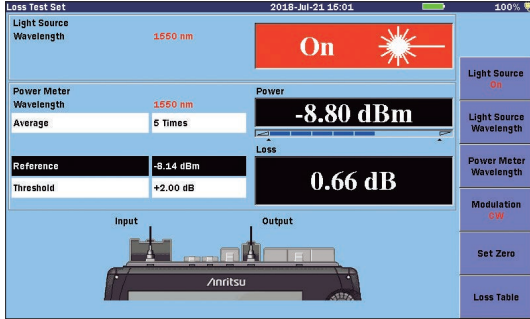 Loss Test Set
2018-Jul-21 15:01
100%
Light Source
Wavelength
1550 nm
On
Power Meter
Wavelength
1550 nm
Average
5 Times
Reference
-8.14 dBm
Threshold
+2.00 dB
Power
-8.80 dBm
Loss
0.66 dB
Input
Output
Anritsu
Light Source
On
Light Source
Wavelength
Power Meter
Wavelength
Modulation
CW
Set Zero
Loss Table